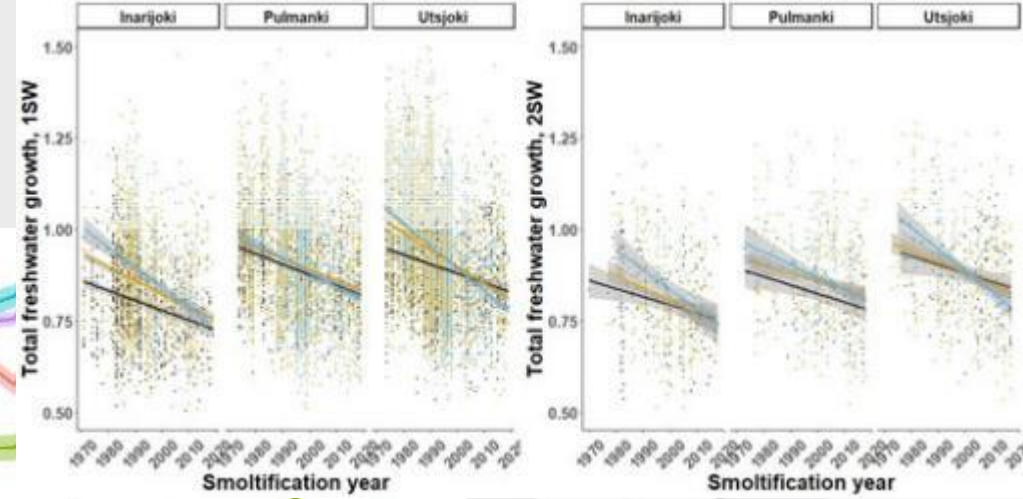 Inarijoki Pulmanki Utsjoki
1.50
1.25
1.00
0.75
0.50
Total freshwater growth, 1SW
1970 1980 1990 2000 2010 1980 1990 2000 2010 1980 1990 2000 2010
Smoltification year
Inarijoki Pulmanki Utsjoki
1.50
1.25
1.00
0.75
0.50
Total freshwater growth, 2SW
1970 1980 1990 2000 2010 1980 1990 2000 2010 1980 1990 2000 2010
Smoltification year